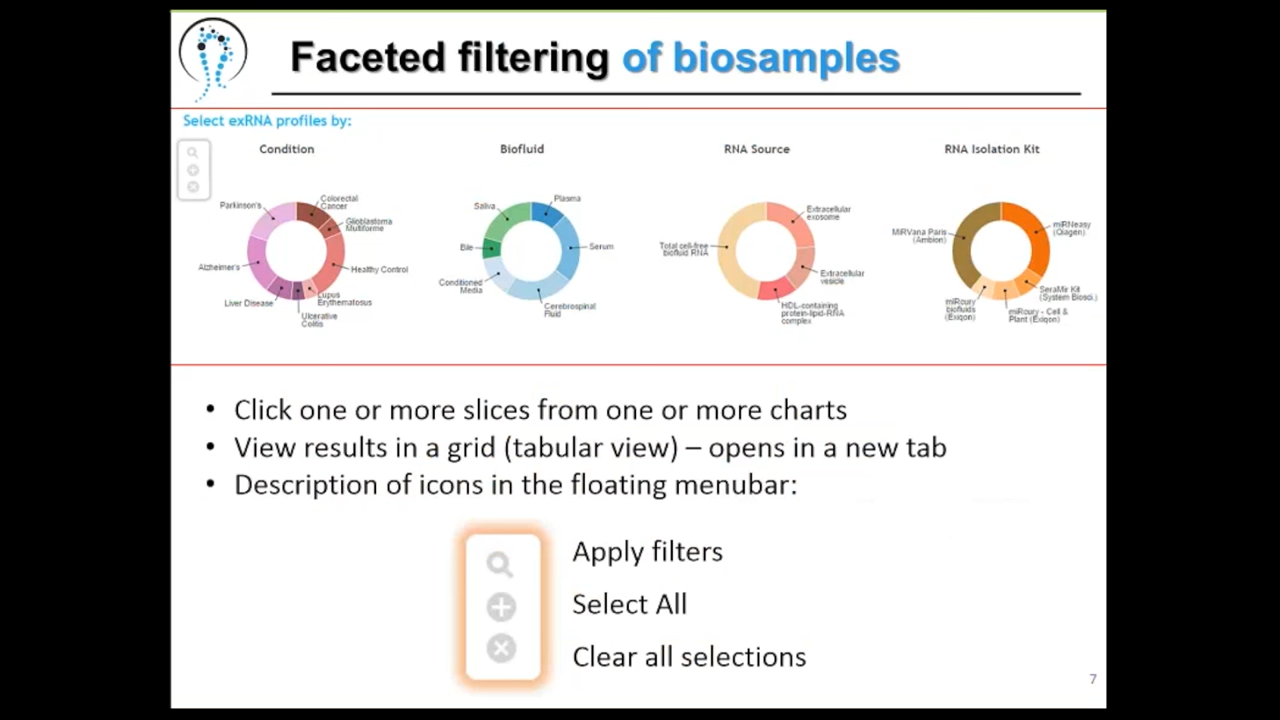 Faceted filtering of biosamples
Select exRNA profiles by:
Condition
Colorectal
Cancer
Glioblastoma
Multiforme
Healthy Control
Lupus
Erythematosus
Ulcerative
Colitis
Liver Disease
Alzheimer's
Parkinson's
Biofluid
Plasma
Serum
Cerebrospinal
Fluid
Conditioned
Media
Bile
Saliva
RNA Source
Extracellular
exosome
Extracellular
vesicle
HDL-containing
protein-lipid-RNA
complex
Total cell-free
biofluid RNA
RNA Isolation Kit
miRNeasy
(Qiagen)
SeraMir Kit
(System Biosci.)
miRcury - Cell &
Plant (Exiqon)
miRcury
biofluids
(Exiqon)
MiRVana Paris
(Ambion)
• Click one or more slices from one or more charts
• View results in a grid (tabular view) – opens in a new tab
• Description of icons in the floating menubar:
Apply filters
Select All
Clear all selections
7